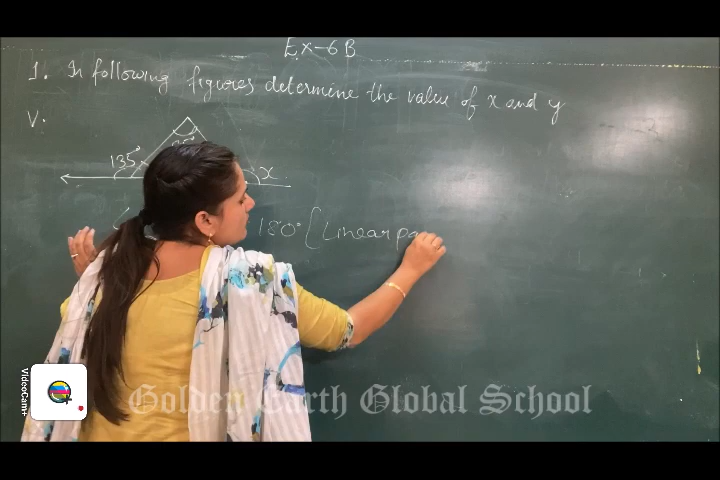 Ex-6B
1. In following figures determine the value of x and y
V.
135° x
180° [Linear pa
VideoCam+
Golden Earth Global School